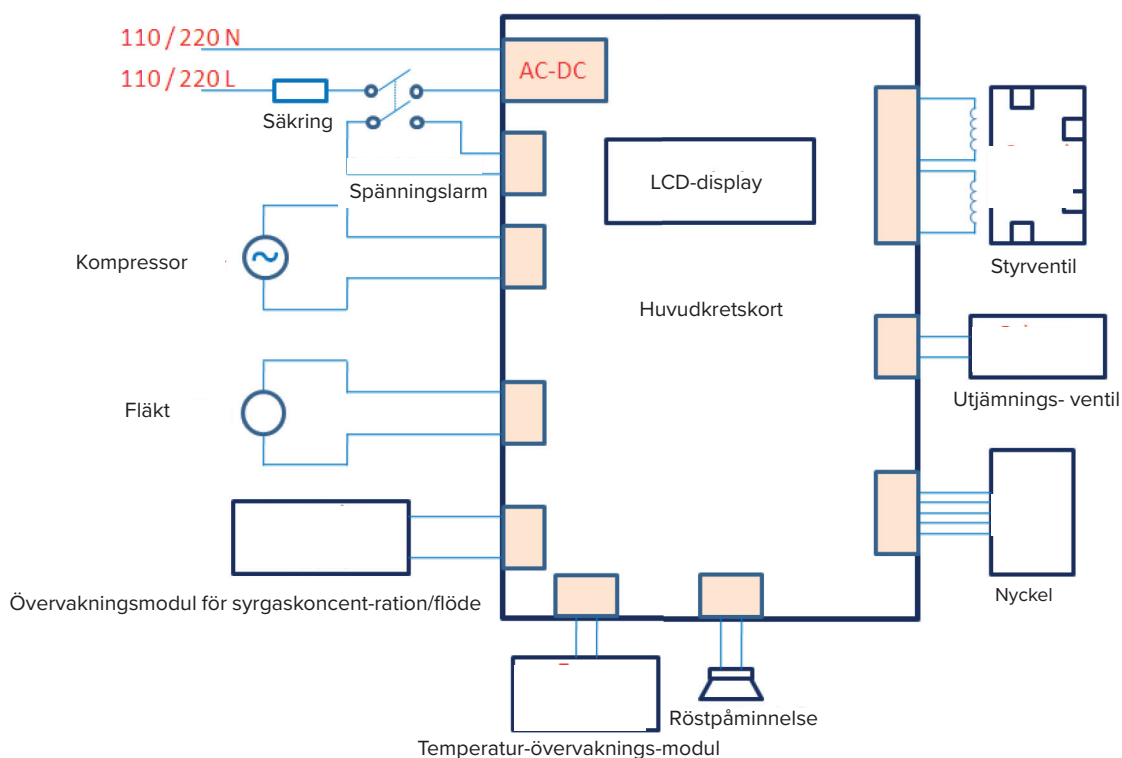 110 / 220 N
110 / 220 L
AC-DC
Säkring
Spänningslarm
LCD-display
Kompressor
Styrventil
Huvudkretskort
Fläkt
Utjämnings- ventil
Övervakningsmodul för syrgaskoncent-ration/flöde
Nyckel
Röstpåminnelse
Temperatur-övervaknings-modul